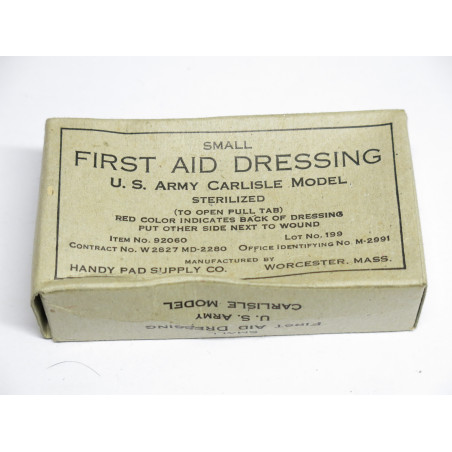 SMALL
FIRST AID DRESSING
U. S. ARMY CARLISLE MODEL
STERILIZED
(TO OPEN PULL TAB)
RED COLOR INDICATES BACK OF DRESSING
PUT OTHER SIDE NEXT TO WOUND
ITEM NO. 92060 LOT NO. 199
CONTRACT NO. W2827 MD-2280 OFFICE IDENTIFYING NO. M-2991
MANUFACTURED BY
HANDY PAD SUPPLY CO. WORCESTER, MASS.
SMALL
FIRST AID DRESSING
U. S. ARMY
CARLISLE MODEL